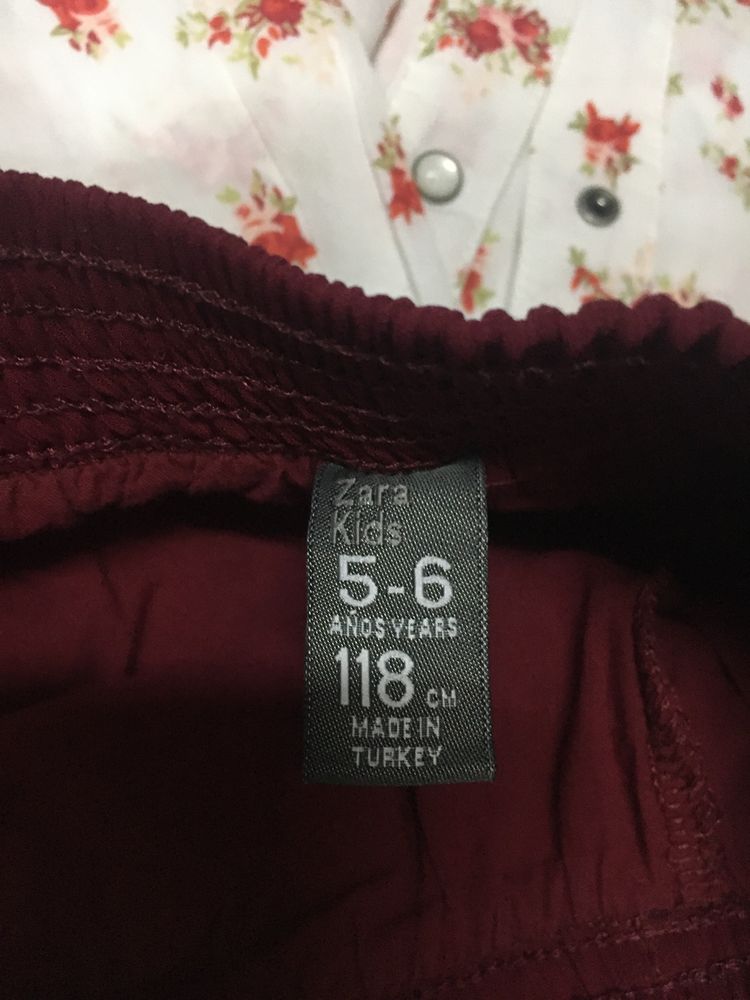 Zara
Kids
5-6
AÑOS YEARS
118 CM
MADE IN
TURKEY